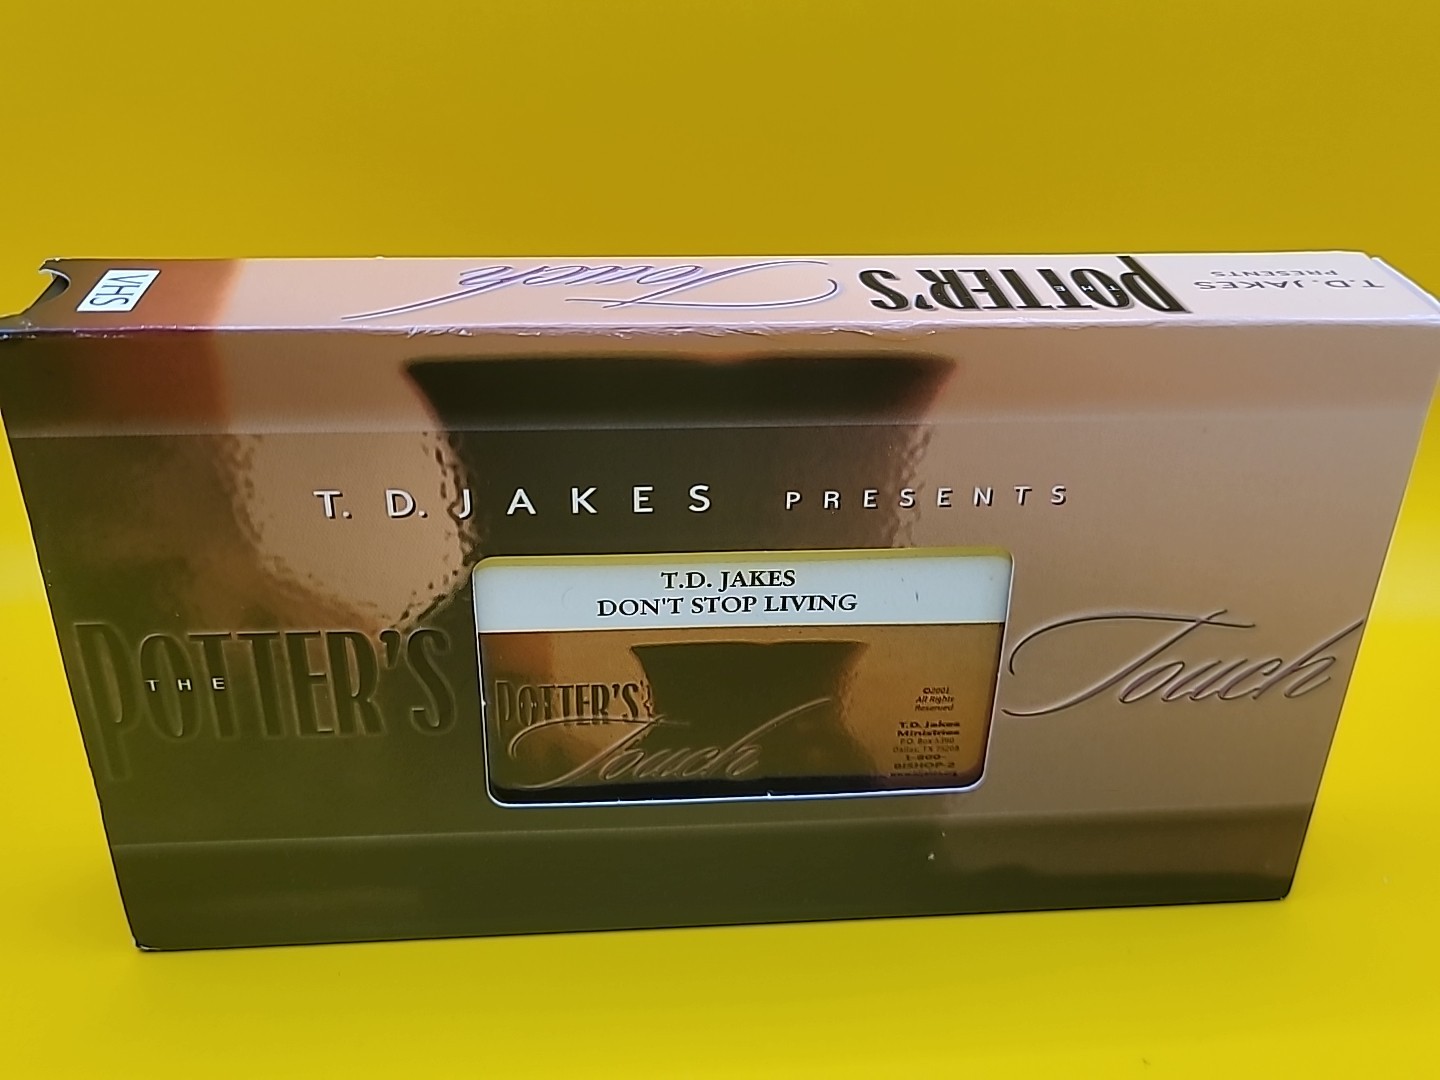 T.D. JAKES
PRESENTS
THE
POTTER'S
Touch
VHS
T. D. JAKES PRESENTS
THE
POTTER'S
Touch
T.D. JAKES
DON'T STOP LIVING
POTTER'S
Touch
©2001
All Rights
Reserved
T.D. Jakes
Ministries
Dallas, TX
1-800-
BISHOP-2